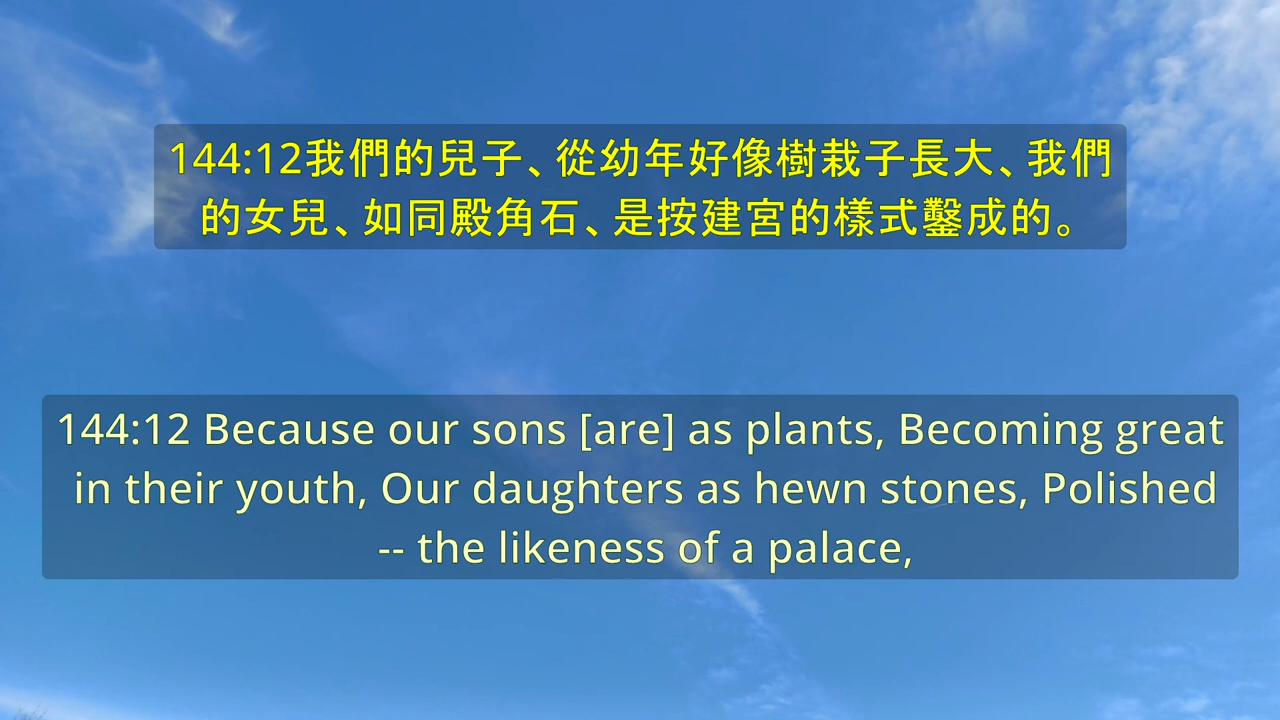 144:12我們的兒子、從幼年好像樹栽子長大、我們
的女兒、如同殿角石、是按建宮的樣式鑿成的。
144:12 Because our sons [are] as plants, Becoming great
in their youth, Our daughters as hewn stones, Polished
-- the likeness of a palace,